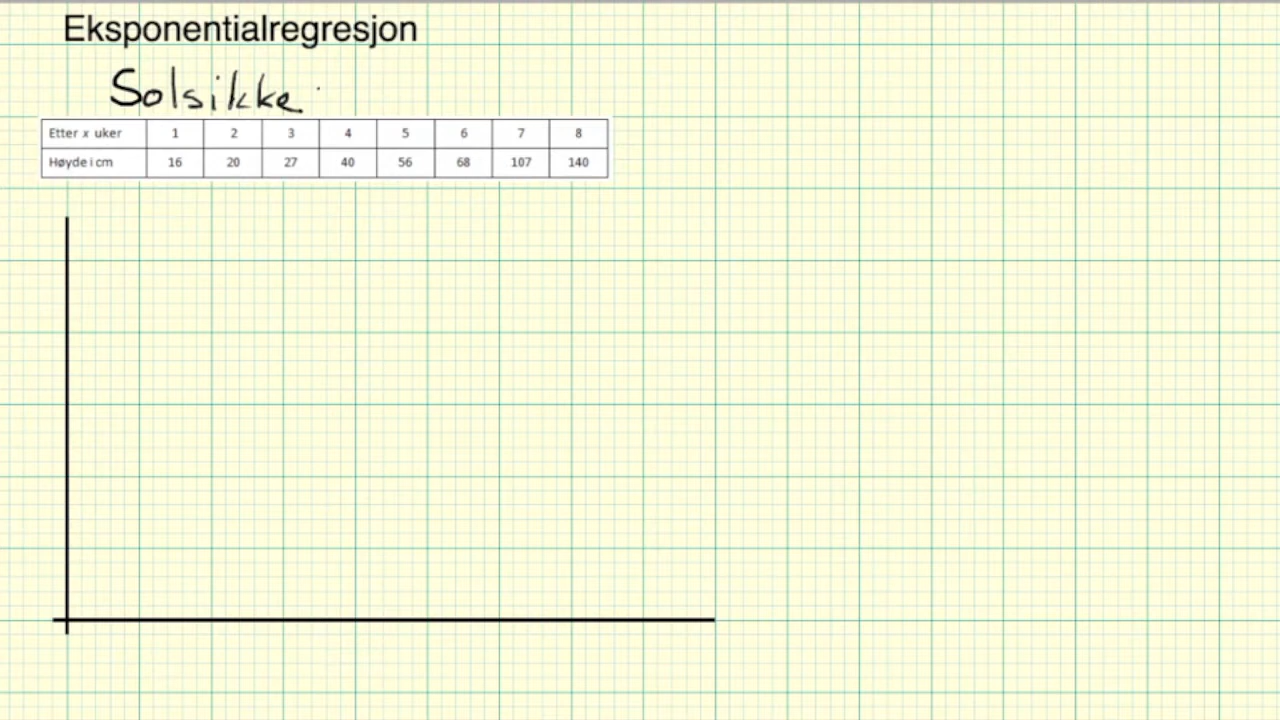 Eksponentialregresjon
Solsikke
Etter x uker 1 2 3 4 5 6 7 8
Høyde i cm 16 20 27 40 56 68 107 140